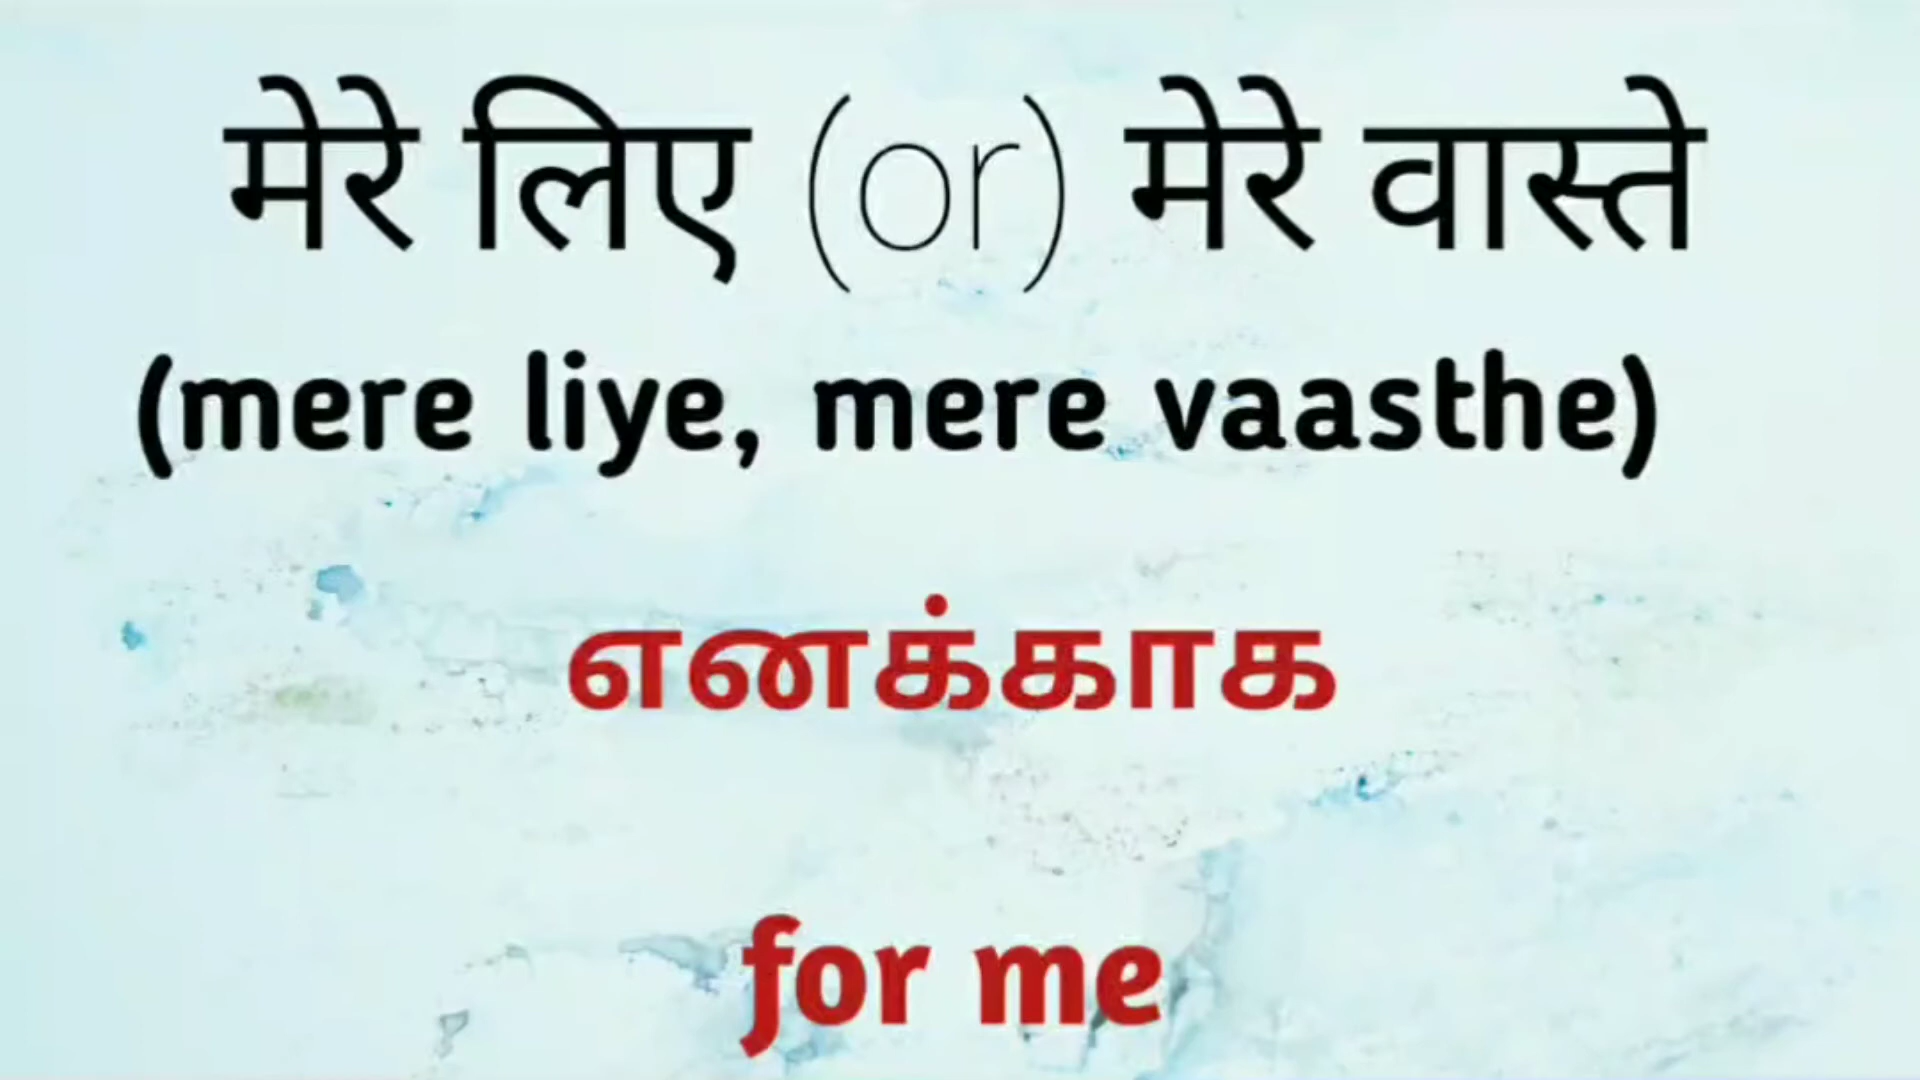 मेरे लिए (or) मेरे वास्ते
(mere liye, mere vaasthe)
எனக்காக
for me